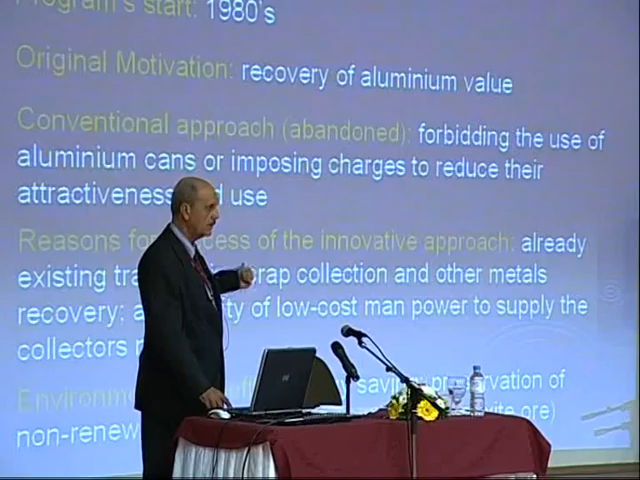 Program's start: 1980's
Original Motivation: recovery of aluminium value
Conventional approach (abandoned): forbidding the use of
aluminium cans or imposing charges to reduce their
attractiveness use
Reasons for of the innovative approach: already
existing scrap collection and other metals
recovery; of low-cost man power to supply the
collectors
saving, preservation of
non-renew ore)